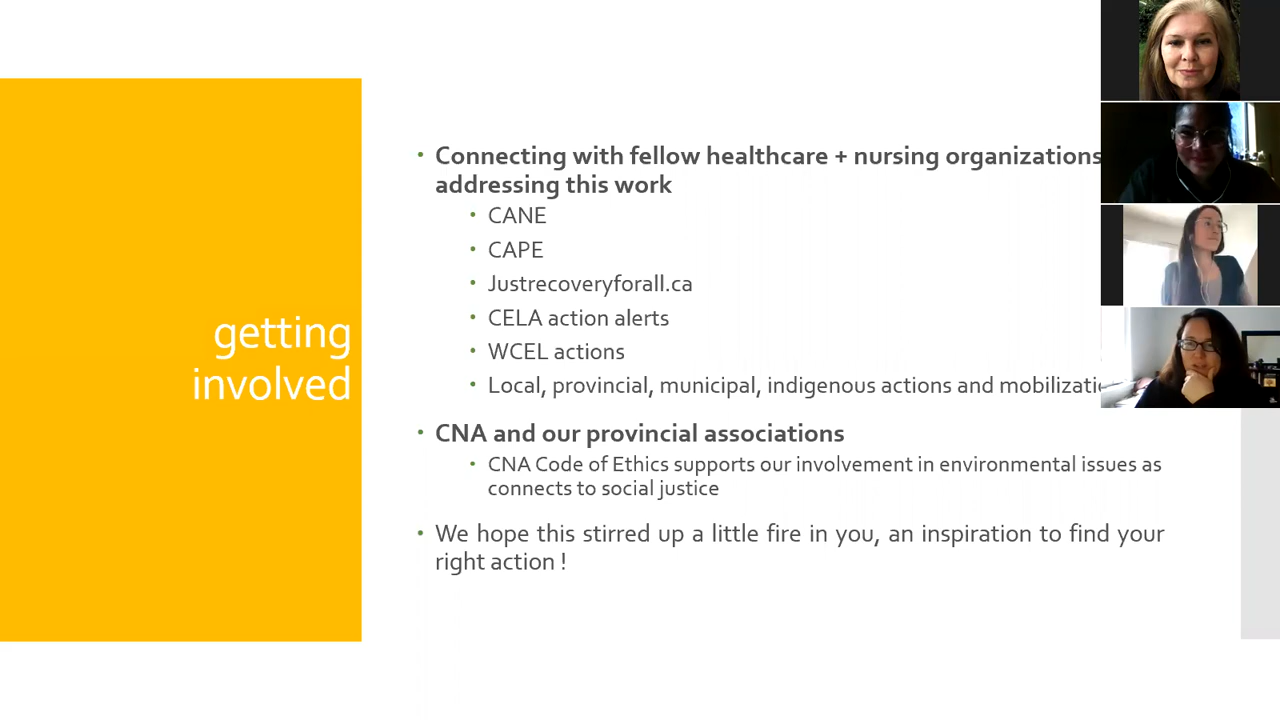 getting
involved
• Connecting with fellow healthcare + nursing organizations
addressing this work
• CANE
• CAPE
• Justrecoveryforall.ca
• CELA action alerts
• WCEL actions
• Local, provincial, municipal, indigenous actions and
• CNA and our provincial associations
• CNA Code of Ethics supports our involvement in environmental issues as
connects to social justice
• We hope this stirred up a little fire in you, an inspiration to find your
right action !